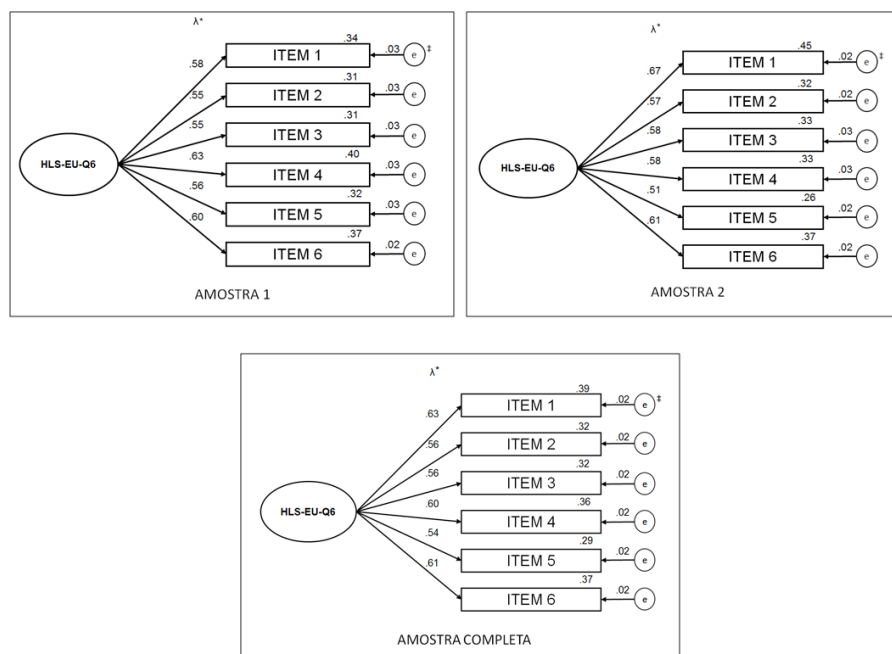 λ*
.34
.58 ITEM 1 .03 e ‡
.31
.55 ITEM 2 .03 e
.31
.55 ITEM 3 .03 e
HLS-EU-Q6
.40
.63 ITEM 4 .03 e
.32
.56 ITEM 5 .03 e
.37
.60 ITEM 6 .02 e
AMOSTRA 1
λ*
.45
.67 ITEM 1 .02 e ‡
.32
.57 ITEM 2 .02 e
.33
.58 ITEM 3 .03 e
HLS-EU-Q6
.33
.58 ITEM 4 .03 e
.26
.51 ITEM 5 .02 e
.37
.61 ITEM 6 .02 e
AMOSTRA 2
λ*
.39
.63 ITEM 1 .02 e ‡
.32
.56 ITEM 2 .02 e
.32
.56 ITEM 3 .02 e
HLS-EU-Q6
.36
.60 ITEM 4 .02 e
.29
.54 ITEM 5 .02 e
.37
.61 ITEM 6 .02 e
AMOSTRA COMPLETA